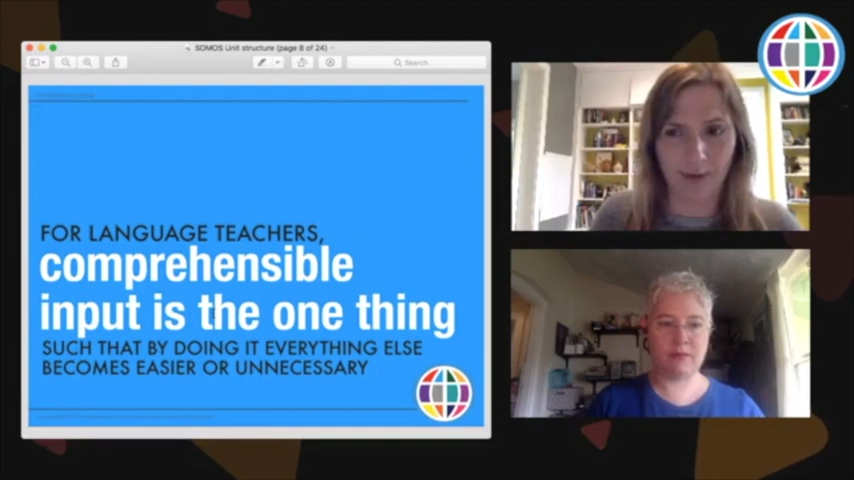 SOMOS Unit structure (page 8 of 24)
Search
FOR LANGUAGE TEACHERS,
comprehensible
input is the one thing
SUCH THAT BY DOING IT EVERYTHING ELSE
BECOMES EASIER OR UNNECESSARY